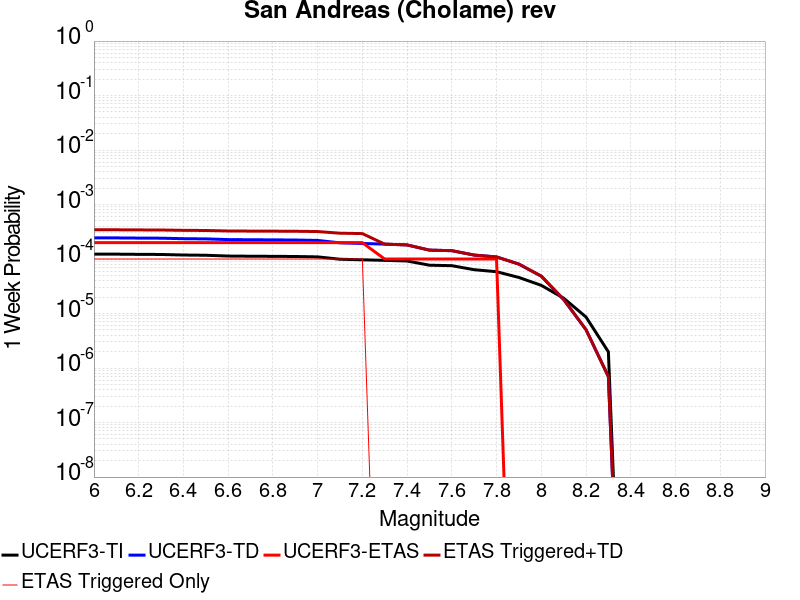 San Andreas (Cholame) rev
10 0
10 -1
10 -2
10 -3
10 -4
10 -5
10 -6
10 -7
10 -8
1 Week Probability
6 6.2 6.4 6.6 6.8 7 7.2 7.4 7.6 7.8 8 8.2 8.4 8.6 8.8 9
Magnitude
UCERF3-TI UCERF3-TD UCERF3-ETAS ETAS Triggered+TD
ETAS Triggered Only